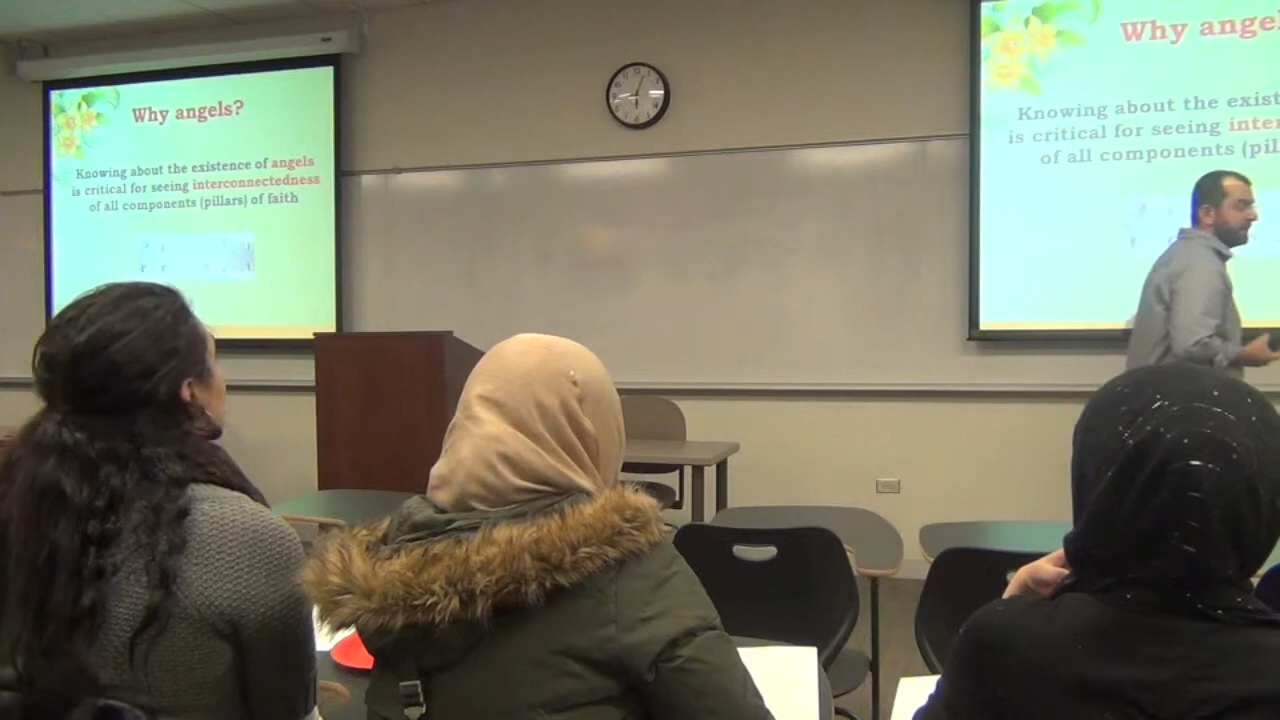 Why angels?
Knowing about the existence of angels
is critical for seeing interconnectedness
of all components (pillars) of faith
Why ange
Knowing about the exist
is critical for seeing inter
of all components (pil